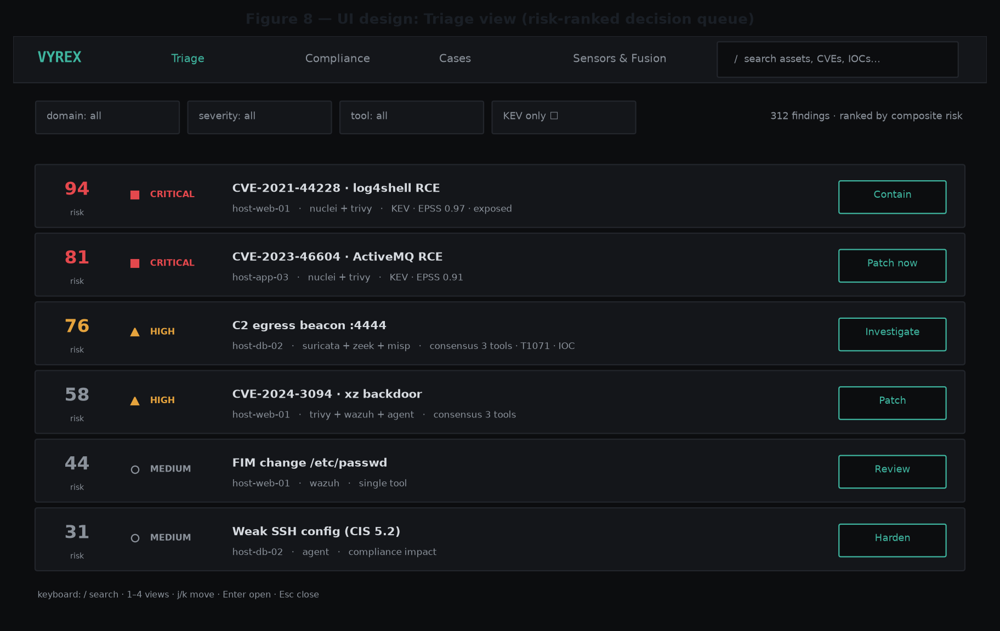 Figure 8 — UI design: Triage view (risk-ranked decision queue)
VYREX Triage Compliance Cases Sensors & Fusion / search assets, CVEs, IOCs...
domain: all severity: all tool: all KEV only ☐ 312 findings · ranked by composite risk
94 risk ■ CRITICAL CVE-2021-44228 · log4shell RCE Contain
host-web-01 · nuclei + trivy · KEV · EPSS 0.97 · exposed
81 risk ■ CRITICAL CVE-2023-46604 · ActiveMQ RCE Patch now
host-app-03 · nuclei + trivy · KEV · EPSS 0.91
76 risk ▲ HIGH C2 egress beacon :4444 Investigate
host-db-02 · suricata + zeek + misp · consensus 3 tools · T1071 · IOC
58 risk ▲ HIGH CVE-2024-3094 · xz backdoor Patch
host-web-01 · trivy + wazuh + agent · consensus 3 tools
44 risk ○ MEDIUM FIM change /etc/passwd Review
host-web-01 · wazuh · single tool
31 risk ○ MEDIUM Weak SSH config (CIS 5.2) Harden
host-db-02 · agent · compliance impact
keyboard: / search · 1–4 views · j/k move · Enter open · Esc close